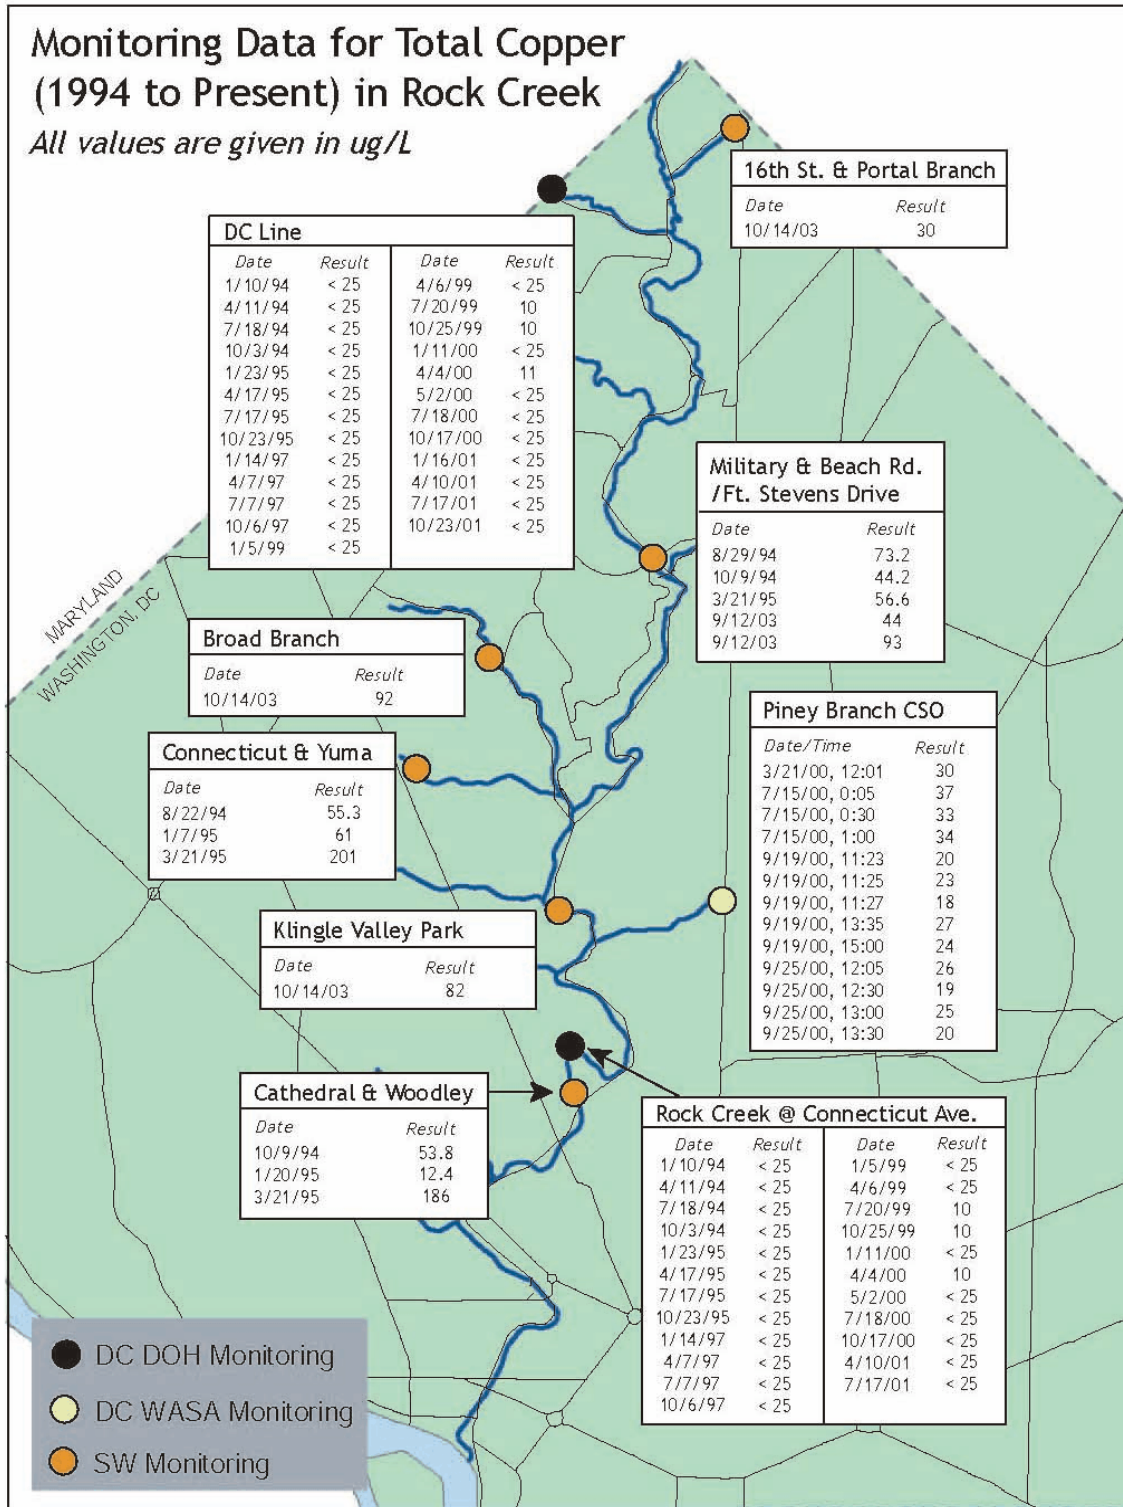 Monitoring Data for Total Copper
(1994 to Present) in Rock Creek
All values are given in ug/L
16th St. & Portal Branch
Date Result
10/14/03 30
DC Line
Date Result Date Result
1/10/94 < 25 4/6/99 < 25
4/11/94 < 25 7/20/99 10
7/18/94 < 25 10/25/99 10
10/3/94 < 25 1/11/00 < 25
1/23/95 < 25 4/4/00 11
4/17/95 < 25 5/2/00 < 25
7/17/95 < 25 7/18/00 < 25
10/23/95 < 25 10/17/00 < 25
1/14/97 < 25 1/16/01 < 25
4/7/97 < 25 4/10/01 < 25
7/7/97 < 25 7/17/01 < 25
10/6/97 < 25 10/23/01 < 25
1/5/99 < 25
Military & Beach Rd.
/Ft. Stevens Drive
Date Result
8/29/94 73.2
10/9/94 44.2
3/21/95 56.6
9/12/03 44
9/12/03 93
MARYLAND
WASHINGTON, DC
Broad Branch
Date Result
10/14/03 92
Piney Branch CSO
Date/Time Result
3/21/00, 12:01 30
7/15/00, 0:05 37
7/15/00, 0:30 33
7/15/00, 1:00 34
9/19/00, 11:23 20
9/19/00, 11:25 23
9/19/00, 11:27 18
9/19/00, 13:35 27
9/19/00, 15:00 24
9/25/00, 12:05 26
9/25/00, 12:30 19
9/25/00, 13:00 25
9/25/00, 13:30 20
Connecticut & Yuma
Date Result
8/22/94 55.3
1/7/95 61
3/21/95 201
Klingle Valley Park
Date Result
10/14/03 82
Cathedral & Woodley
Date Result
10/9/94 53.8
1/20/95 12.4
3/21/95 186
Rock Creek @ Connecticut Ave.
Date Result Date Result
1/10/94 < 25 1/5/99 < 25
4/11/94 < 25 4/6/99 < 25
7/18/94 < 25 7/20/99 10
10/3/94 < 25 10/25/99 10
1/23/95 < 25 1/11/00 < 25
4/17/95 < 25 4/4/00 10
7/17/95 < 25 5/2/00 < 25
10/23/95 < 25 7/18/00 < 25
1/14/97 < 25 10/17/00 < 25
4/7/97 < 25 4/10/01 < 25
7/7/97 < 25 7/17/01 < 25
10/6/97 < 25
DC DOH Monitoring
DC WASA Monitoring
SW Monitoring